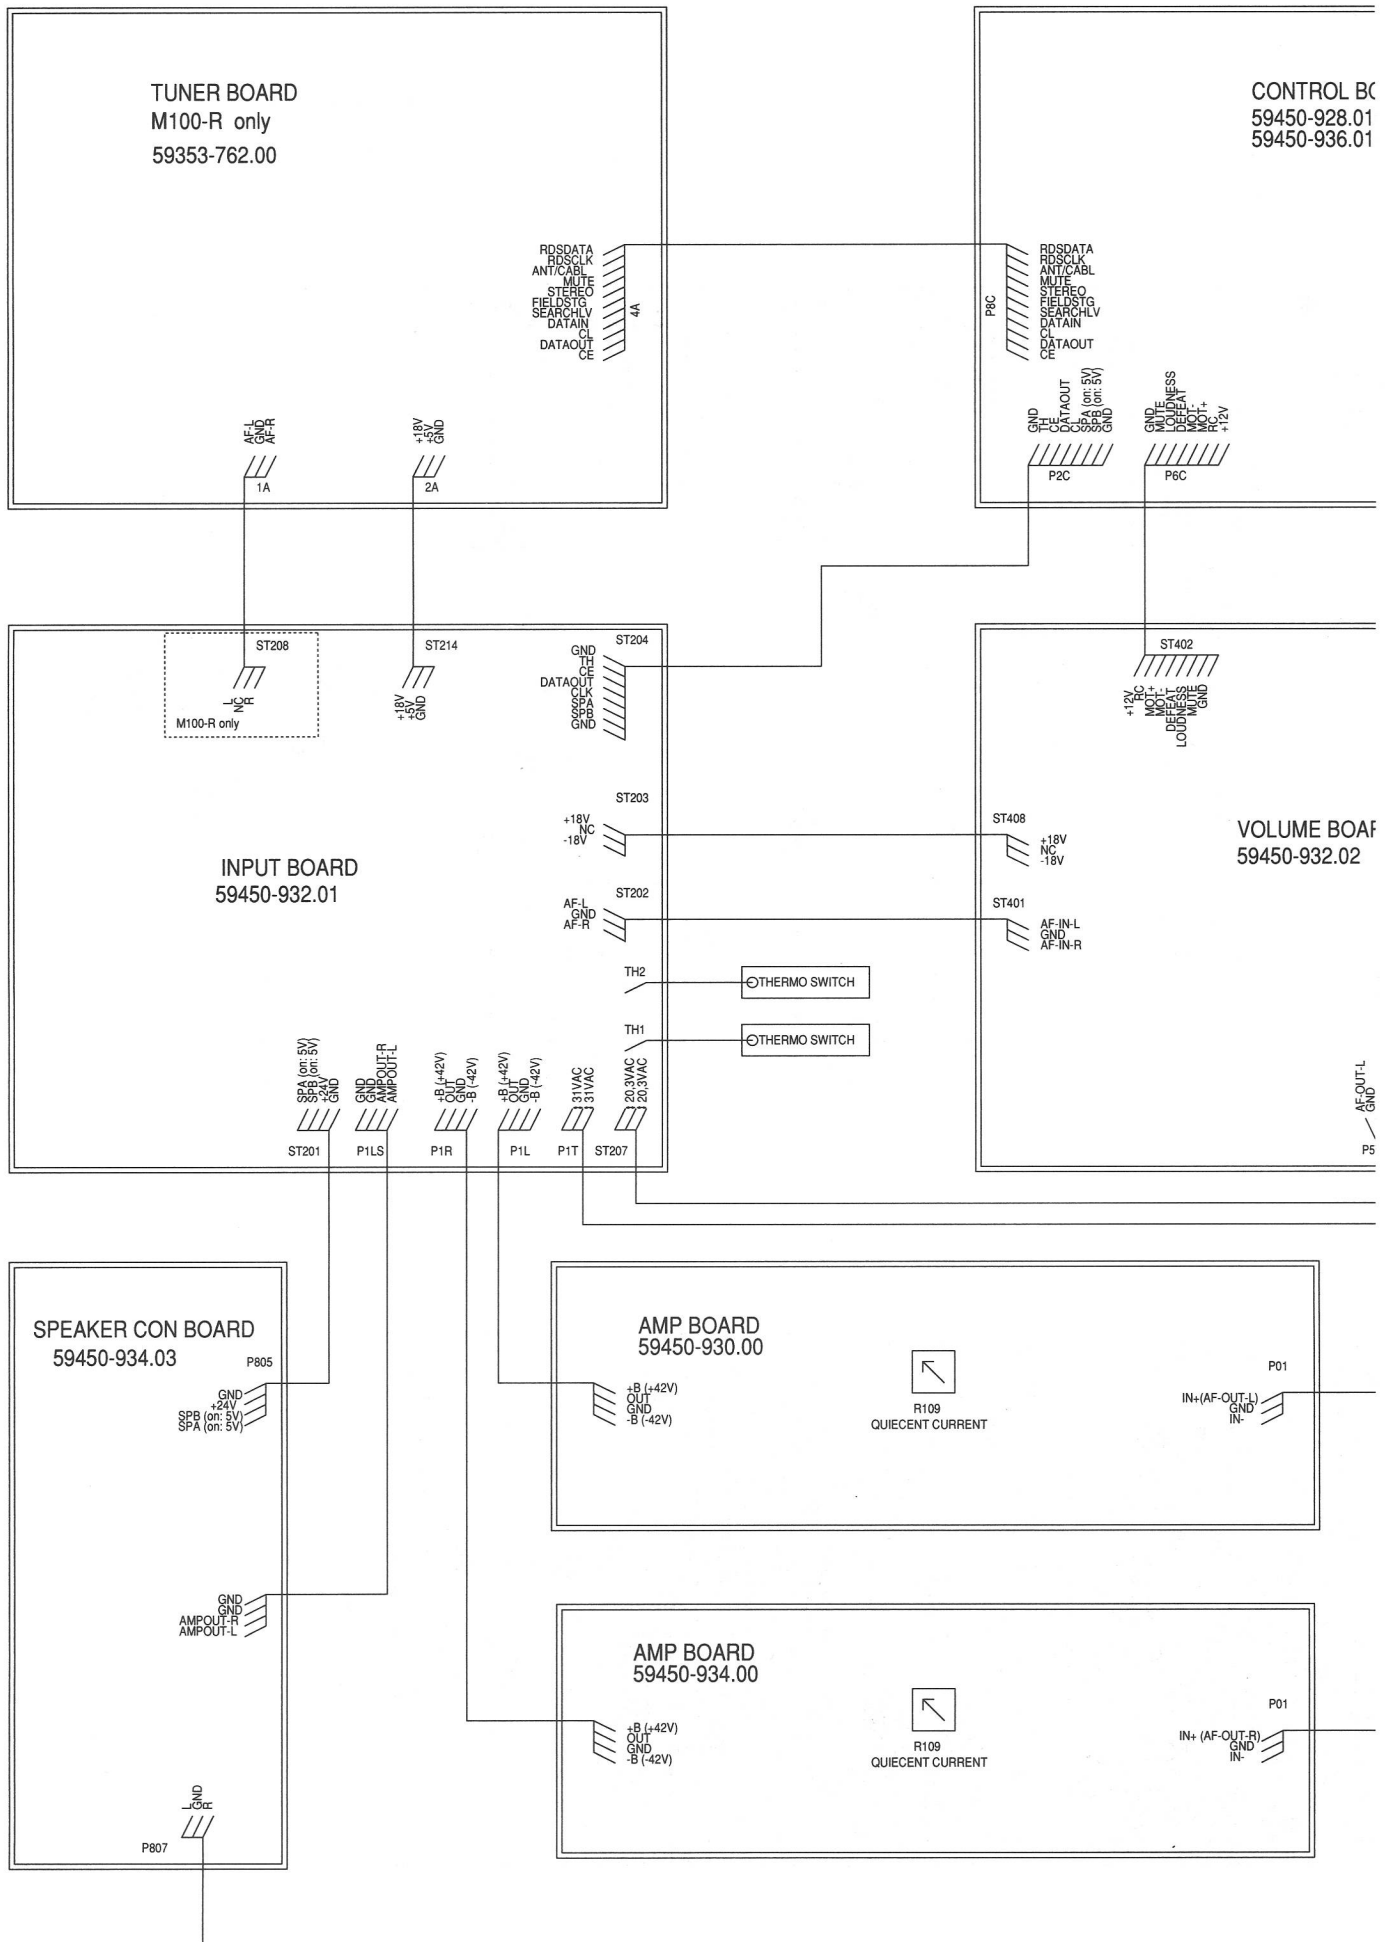 TUNER BOARD
M100-R only
59353-762.00
RDSDATA
RDSCLK
ANT/CABL
MUTE
STEREO
FIELDSTG
SEARCHLV
DATAIN
CL
DATAOUT
CE
4A
AF-L
GND
AF-R
1A
+18V
+5V
GND
2A
59450-928.01
59450-936.01
CONTROL
P8C
RDSDATA
RDSCLK
ANT/CABL
MUTE
STEREO
FIELDSTG
SEARCHLV
DATAIN
CL
DATAOUT
CE
GND
TH
CE
DATAOUT
CL
SPA (on: 5V)
SPB (on: 5V)
GND
P2C
GND
MUTE
LOUDNESS
DEFEAT
MOT-
MOT+
RC
+12V
P6C
ST208
L
NC
R
M100-R only
ST214
+18V
+5V
GND
ST204
GND
TH
CE
DATAOUT
CLK
SPA
SPB
GND
ST203
+18V
NC
-18V
INPUT BOARD
59450-932.01
ST202
AF-L
GND
AF-R
TH2
THERMO SWITCH
TH1
THERMO SWITCH
SPA (on: 5V)
SPB (on: 5V)
+24V
GND
ST201
GND
GND
AMPOUT-R
AMPOUT-L
P1LS
+B (+42V)
OUT
GND
-B (-42V)
P1R
+B (+42V)
OUT
GND
-B (-42V)
P1L
31VAC
31VAC
P1T
20,3VAC
20,3VAC
ST207
ST402
+12V
RC
MOT+
MOT-
DEFEAT
LOUDNESS
MUTE
GND
ST408
+18V
NC
-18V
VOLUME
59450-932.02
ST401
AF-IN-L
GND
AF-IN-R
AF-OUT-L
GND
P5
SPEAKER CON BOARD
59450-934.03
P805
GND
+24V
SPB (on: 5V)
SPA (on: 5V)
GND
GND
AMPOUT-R
AMPOUT-L
L
GND
R
P807
AMP BOARD
59450-930.00
+B (+42V)
OUT
GND
-B (-42V)
R109
QUIECENT CURRENT
P01
IN+(AF-OUT-L)
GND
IN-
AMP BOARD
59450-934.00
+B (+42V)
OUT
GND
-B (-42V)
R109
QUIECENT CURRENT
P01
IN+ (AF-OUT-R)
GND
IN-